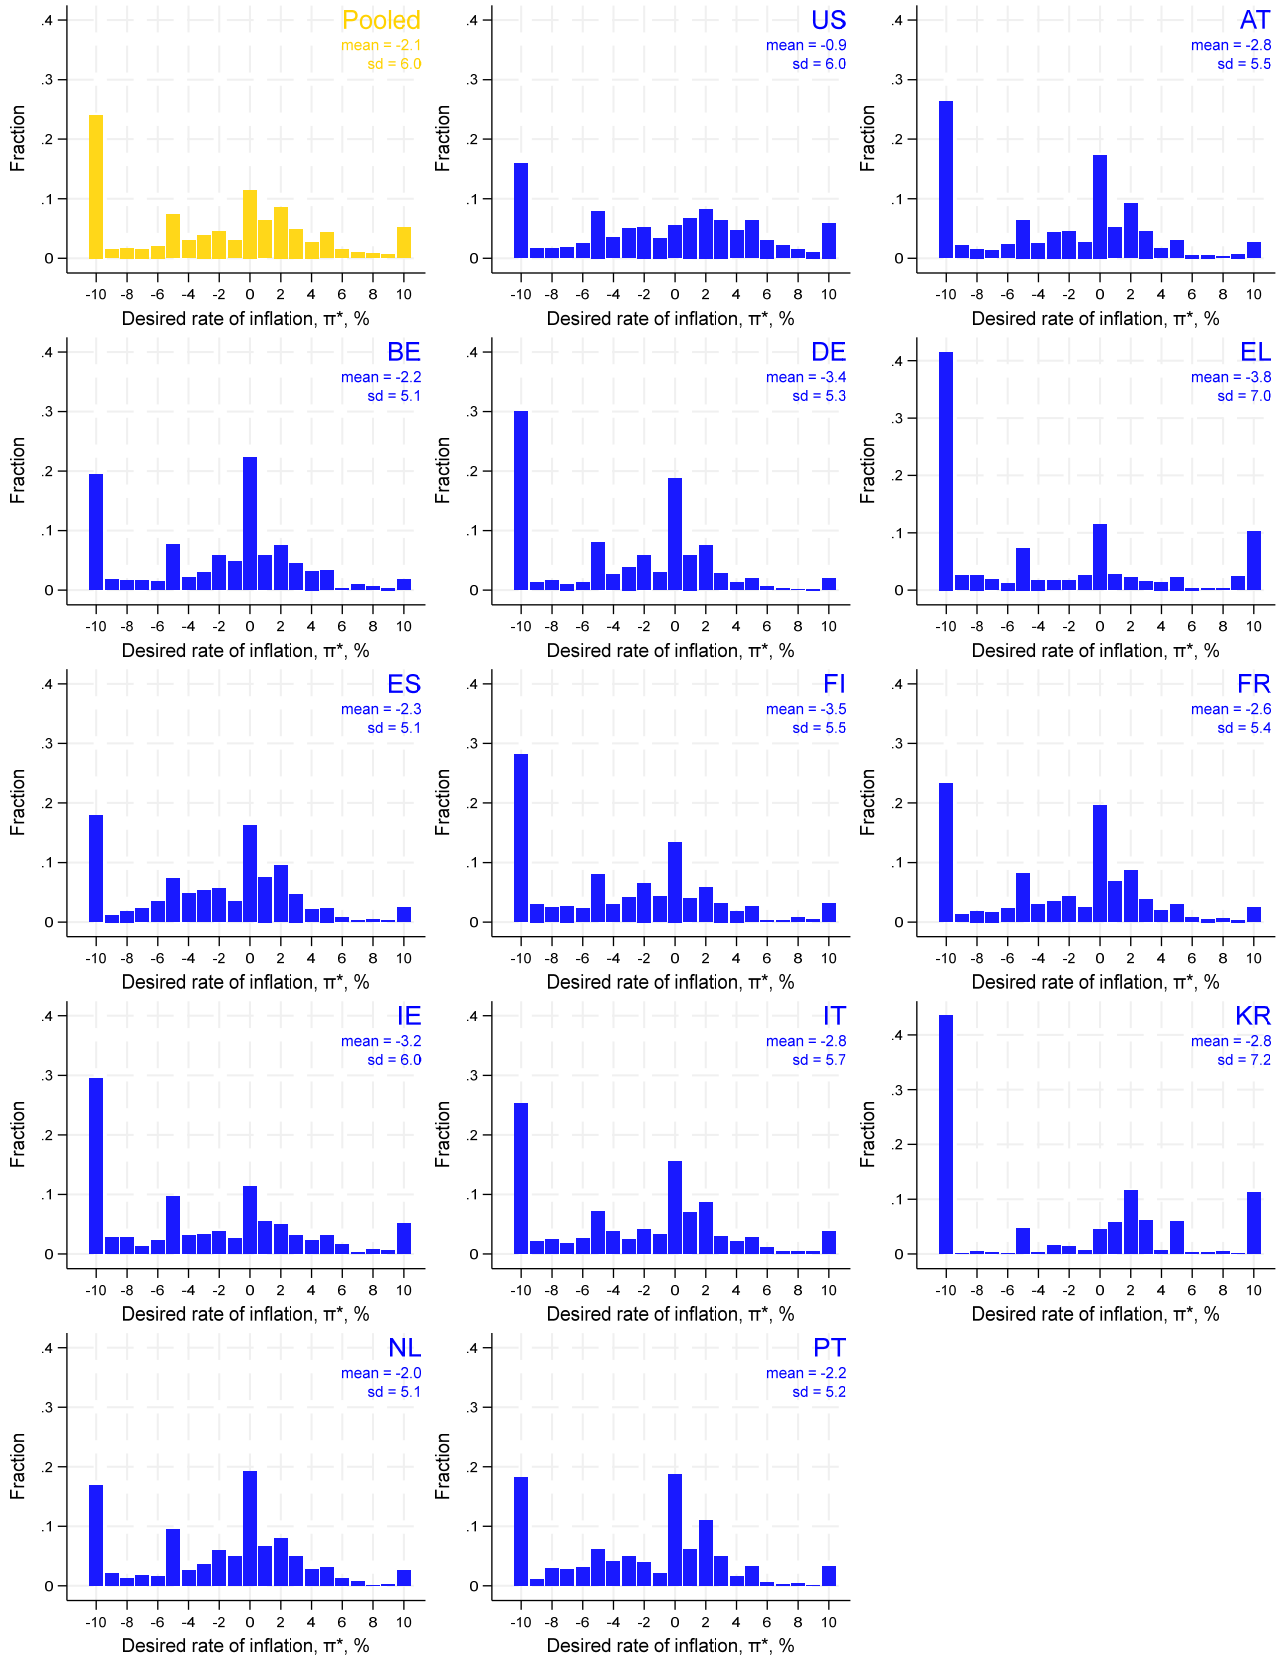 Pooled
mean = -2.1
sd = 6.0
.4
.3
.2
.1
0
Fraction
-10 -8 -6 -4 -2 0 2 4 6 8 10
Desired rate of inflation, π*, %
US
mean = -0.9
sd = 6.0
.4
.3
.2
.1
0
Fraction
-10 -8 -6 -4 -2 0 2 4 6 8 10
Desired rate of inflation, π*, %
AT
mean = -2.8
sd = 5.5
.4
.3
.2
.1
0
Fraction
-10 -8 -6 -4 -2 0 2 4 6 8 10
Desired rate of inflation, π*, %
BE
mean = -2.2
sd = 5.1
.4
.3
.2
.1
0
Fraction
-10 -8 -6 -4 -2 0 2 4 6 8 10
Desired rate of inflation, π*, %
DE
mean = -3.4
sd = 5.3
.4
.3
.2
.1
0
Fraction
-10 -8 -6 -4 -2 0 2 4 6 8 10
Desired rate of inflation, π*, %
EL
mean = -3.8
sd = 7.0
.4
.3
.2
.1
0
Fraction
-10 -8 -6 -4 -2 0 2 4 6 8 10
Desired rate of inflation, π*, %
ES
mean = -2.3
sd = 5.1
.4
.3
.2
.1
0
Fraction
-10 -8 -6 -4 -2 0 2 4 6 8 10
Desired rate of inflation, π*, %
FI
mean = -3.5
sd = 5.5
.4
.3
.2
.1
0
Fraction
-10 -8 -6 -4 -2 0 2 4 6 8 10
Desired rate of inflation, π*, %
FR
mean = -2.6
sd = 5.4
.4
.3
.2
.1
0
Fraction
-10 -8 -6 -4 -2 0 2 4 6 8 10
Desired rate of inflation, π*, %
IE
mean = -3.2
sd = 6.0
.4
.3
.2
.1
0
Fraction
-10 -8 -6 -4 -2 0 2 4 6 8 10
Desired rate of inflation, π*, %
IT
mean = -2.8
sd = 5.7
.4
.3
.2
.1
0
Fraction
-10 -8 -6 -4 -2 0 2 4 6 8 10
Desired rate of inflation, π*, %
KR
mean = -2.8
sd = 7.2
.4
.3
.2
.1
0
Fraction
-10 -8 -6 -4 -2 0 2 4 6 8 10
Desired rate of inflation, π*, %
NL
mean = -2.0
sd = 5.1
.4
.3
.2
.1
0
Fraction
-10 -8 -6 -4 -2 0 2 4 6 8 10
Desired rate of inflation, π*, %
PT
mean = -2.2
sd = 5.2
.4
.3
.2
.1
0
Fraction
-10 -8 -6 -4 -2 0 2 4 6 8 10
Desired rate of inflation, π*, %